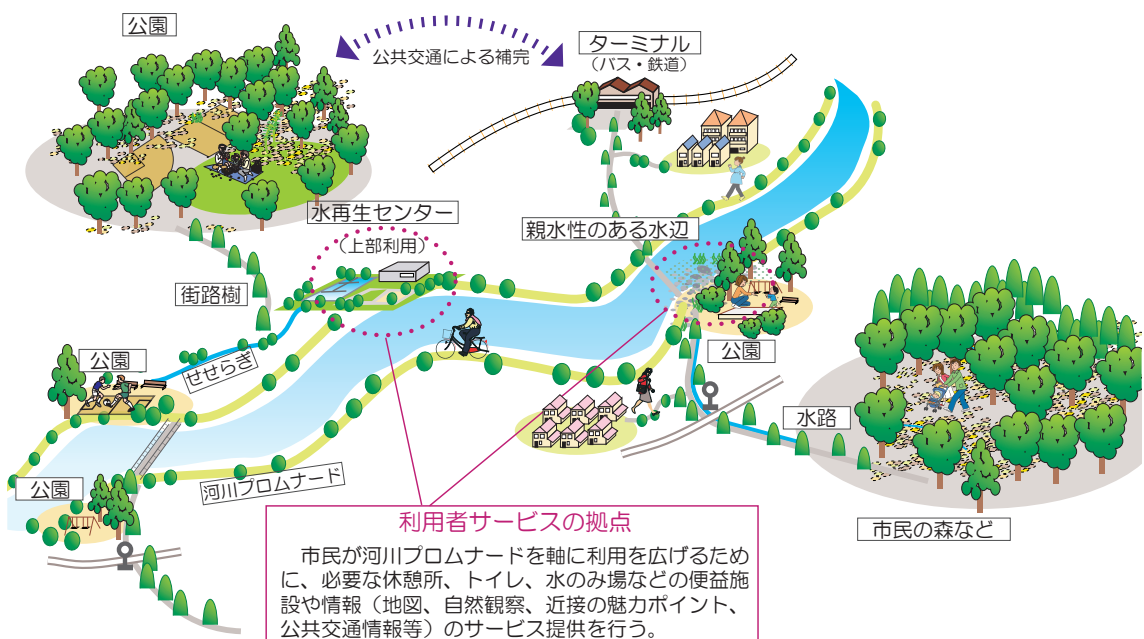 公園
公共交通による補完
ターミナル
（バス・鉄道）
水再生センター
（上部利用）
親水性のある水辺
街路樹
公園
せせらぎ
公園
水路
公園
河川プロムナード
市民の森など
利用者サービスの拠点
市民が河川プロムナードを軸に利用を広げるため
に、必要な休憩所、トイレ、水のみ場などの便益施
設や情報（地図、自然観察、近接の魅力ポイント、
公共交通情報等）のサービス提供を行う。